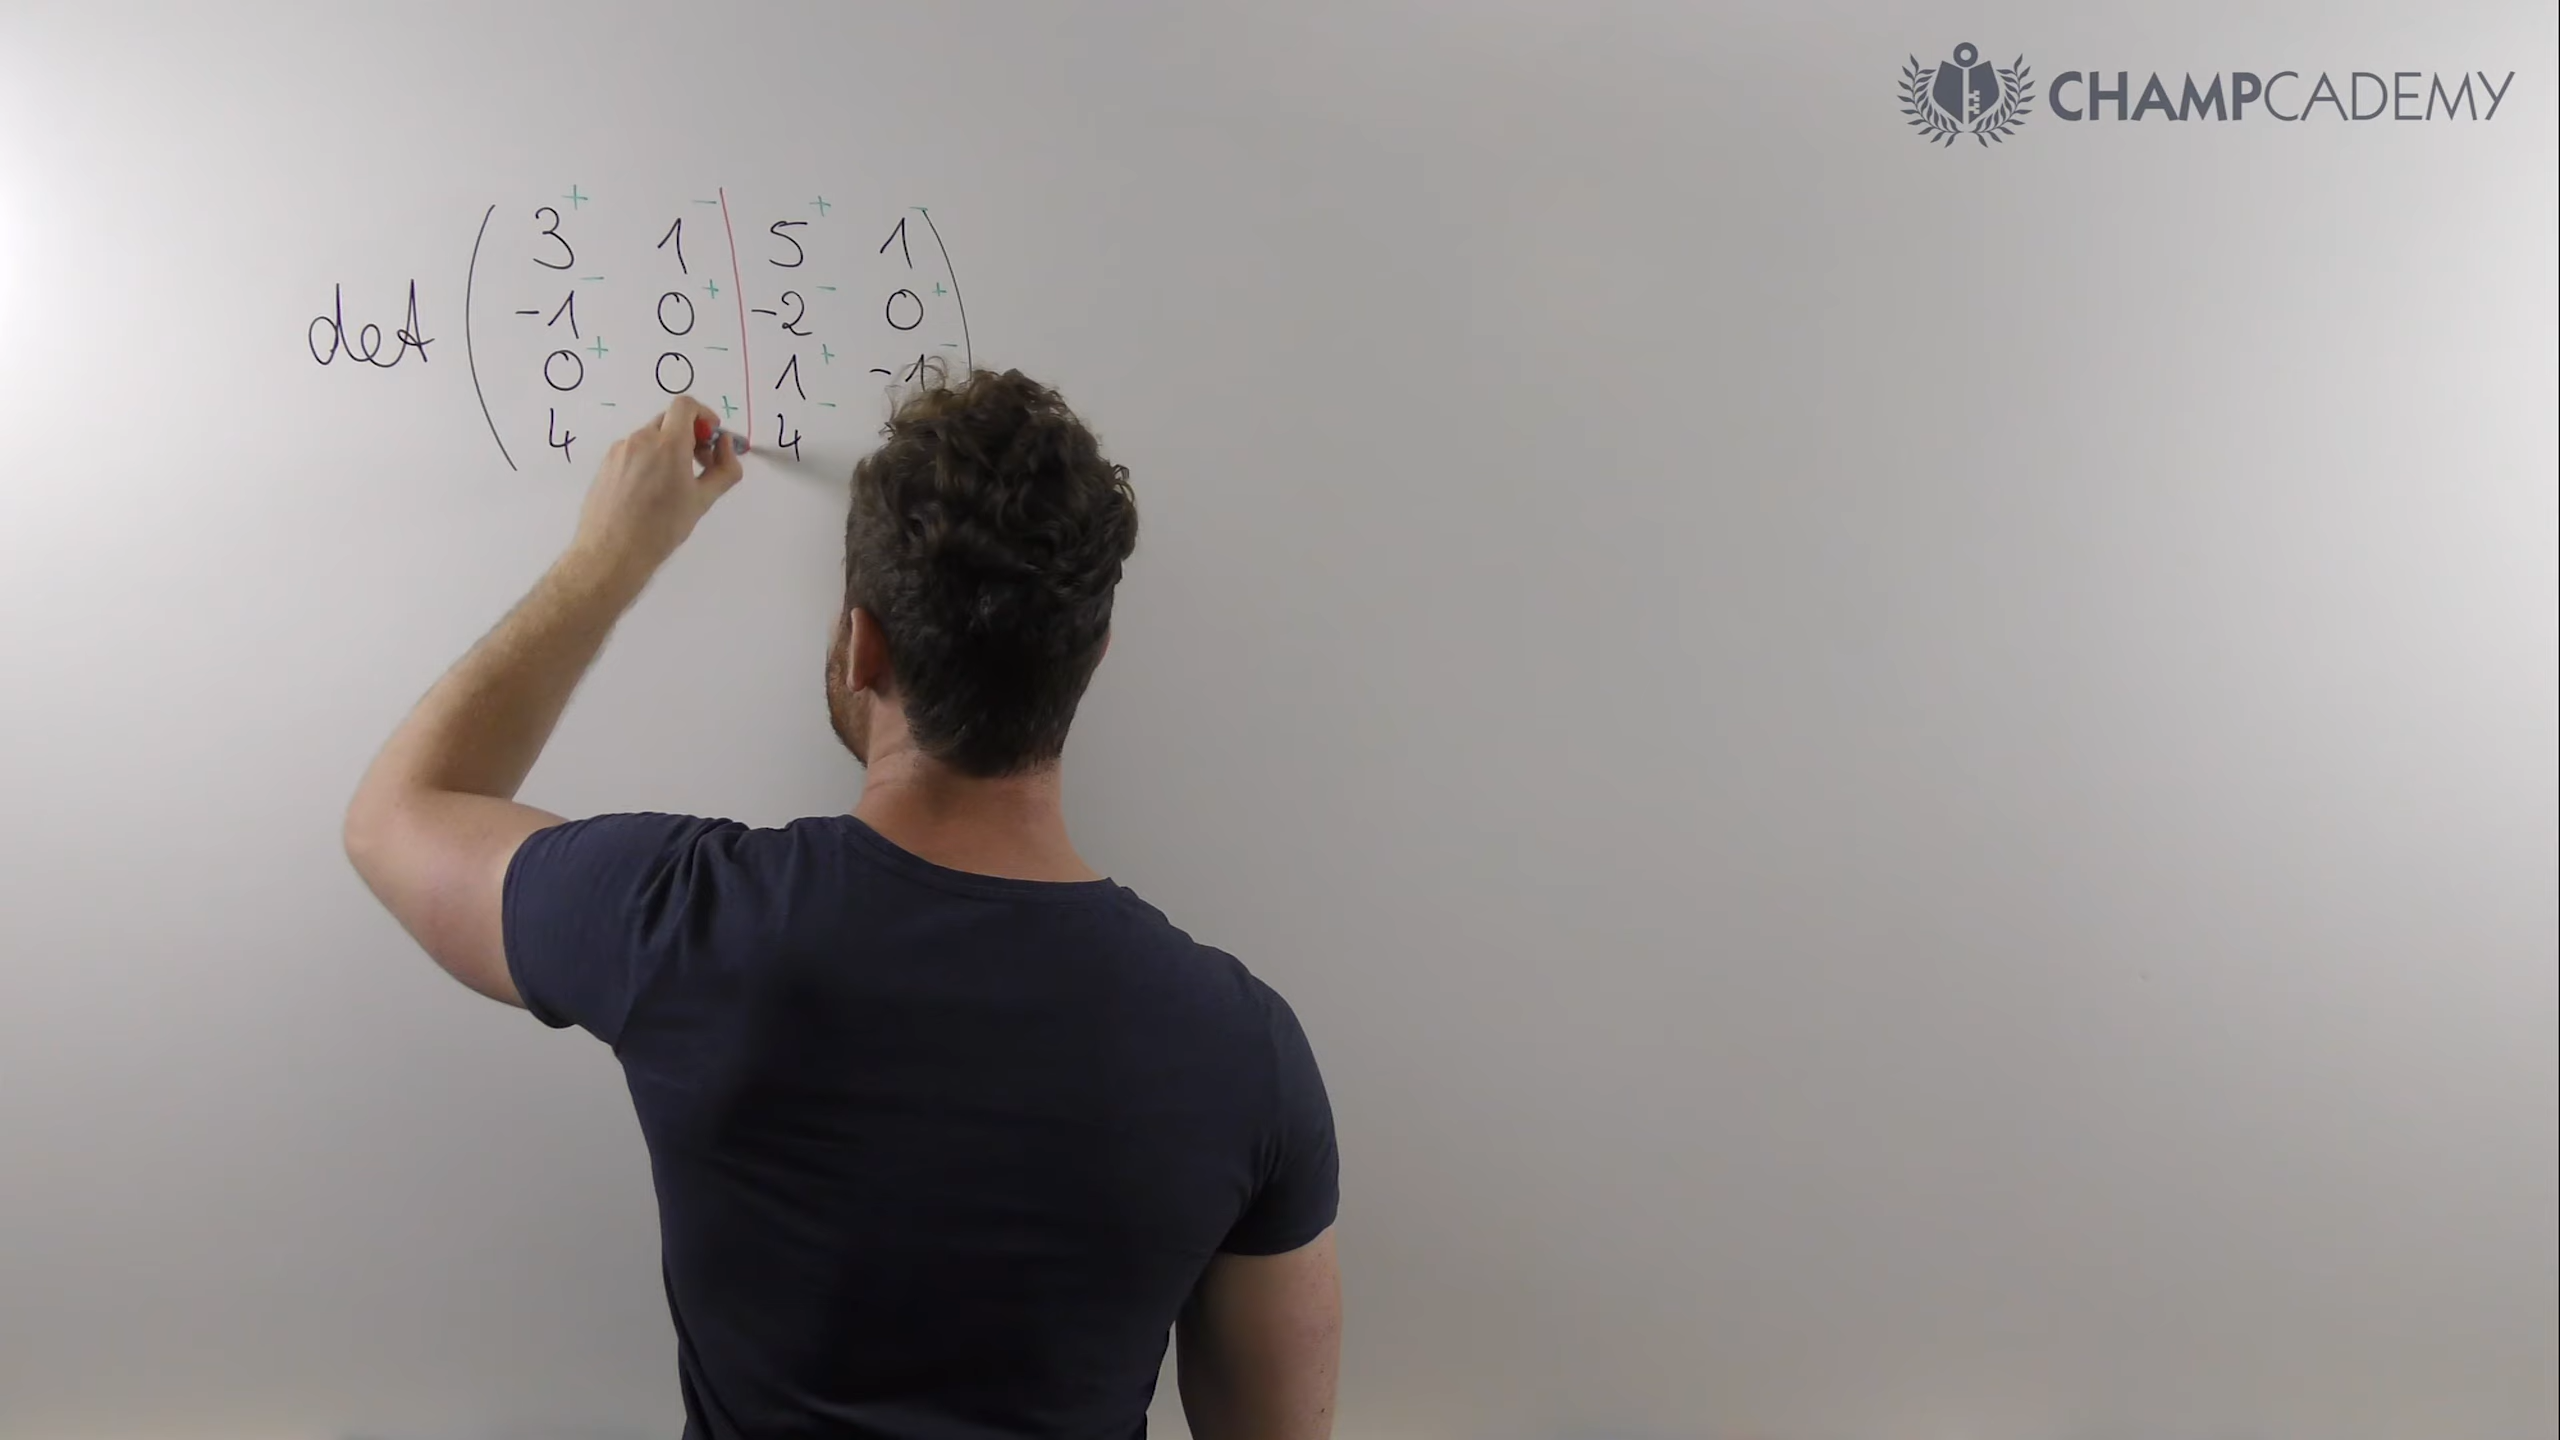 CHAMPCADEMY
+ - + -
3 1 5 1
- + - +
det
-1 0 -2 0
+ - + -
0 0 1 -1
- + -
4 4